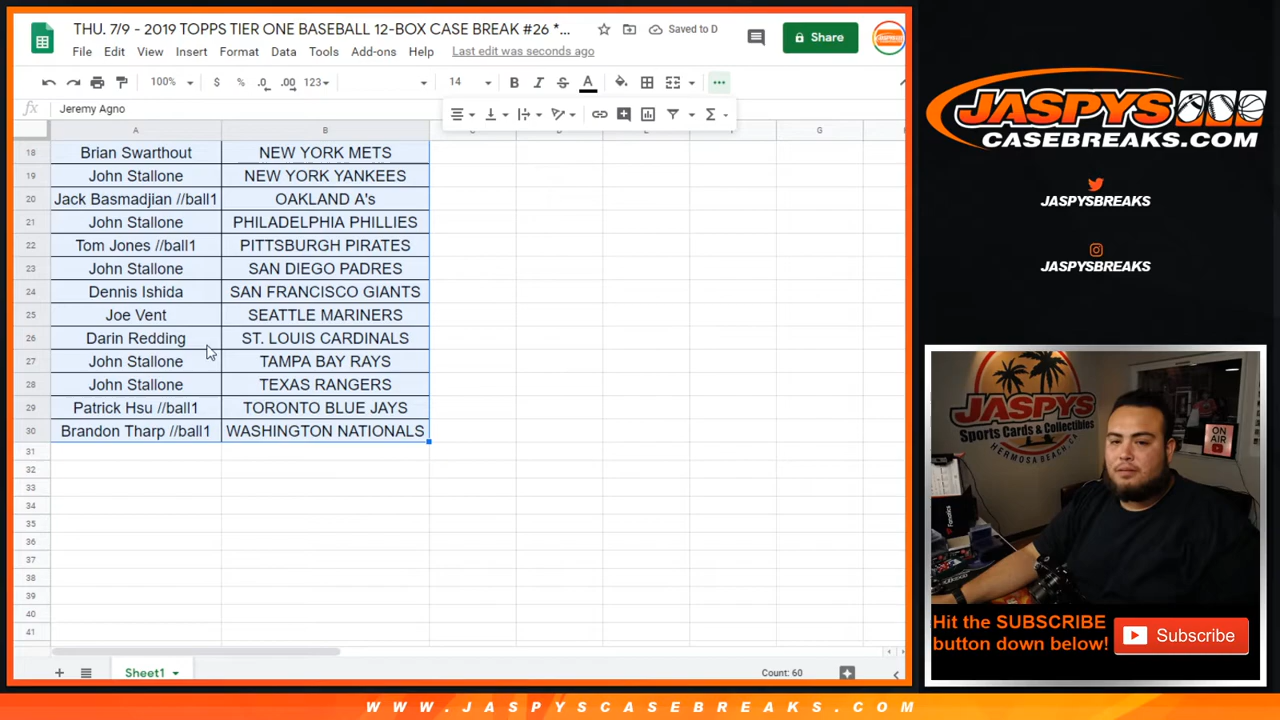 THU. 7/9 - 2019 TOPPS TIER ONE BASEBALL 12-BOX CASE BREAK #26 *...
Saved to D
Share
JASPYS
File Edit View Insert Format Data Tools Add-ons Help Last edit was seconds ago
100% $ % .0 .00 123 14 B I S A
fx Jeremy Agno
A B C D E F G
18 Brian Swarthout NEW YORK METS
19 John Stallone NEW YORK YANKEES
20 Jack Basmadjian //ball1 OAKLAND A's
21 John Stallone PHILADELPHIA PHILLIES
22 Tom Jones //ball1 PITTSBURGH PIRATES
23 John Stallone SAN DIEGO PADRES
24 Dennis Ishida SAN FRANCISCO GIANTS
25 Joe Vent SEATTLE MARINERS
26 Darin Redding ST. LOUIS CARDINALS
27 John Stallone TAMPA BAY RAYS
28 John Stallone TEXAS RANGERS
29 Patrick Hsu //ball1 TORONTO BLUE JAYS
30 Brandon Tharp //ball1 WASHINGTON NATIONALS
31
32
33
34
35
36
37
38
39
40
41
Sheet1
Count: 60
JASPYS
CASEBREAKS.COM
JASPYSBREAKS
JASPYSBREAKS
JASPYS
Sports Cards & Collectibles
HERMOSA BEACH, CA
ON
AIR
Fanatics
Hit the SUBSCRIBE
button down below!
Subscribe
WWW.JASPYSCASEBREAKS.COM